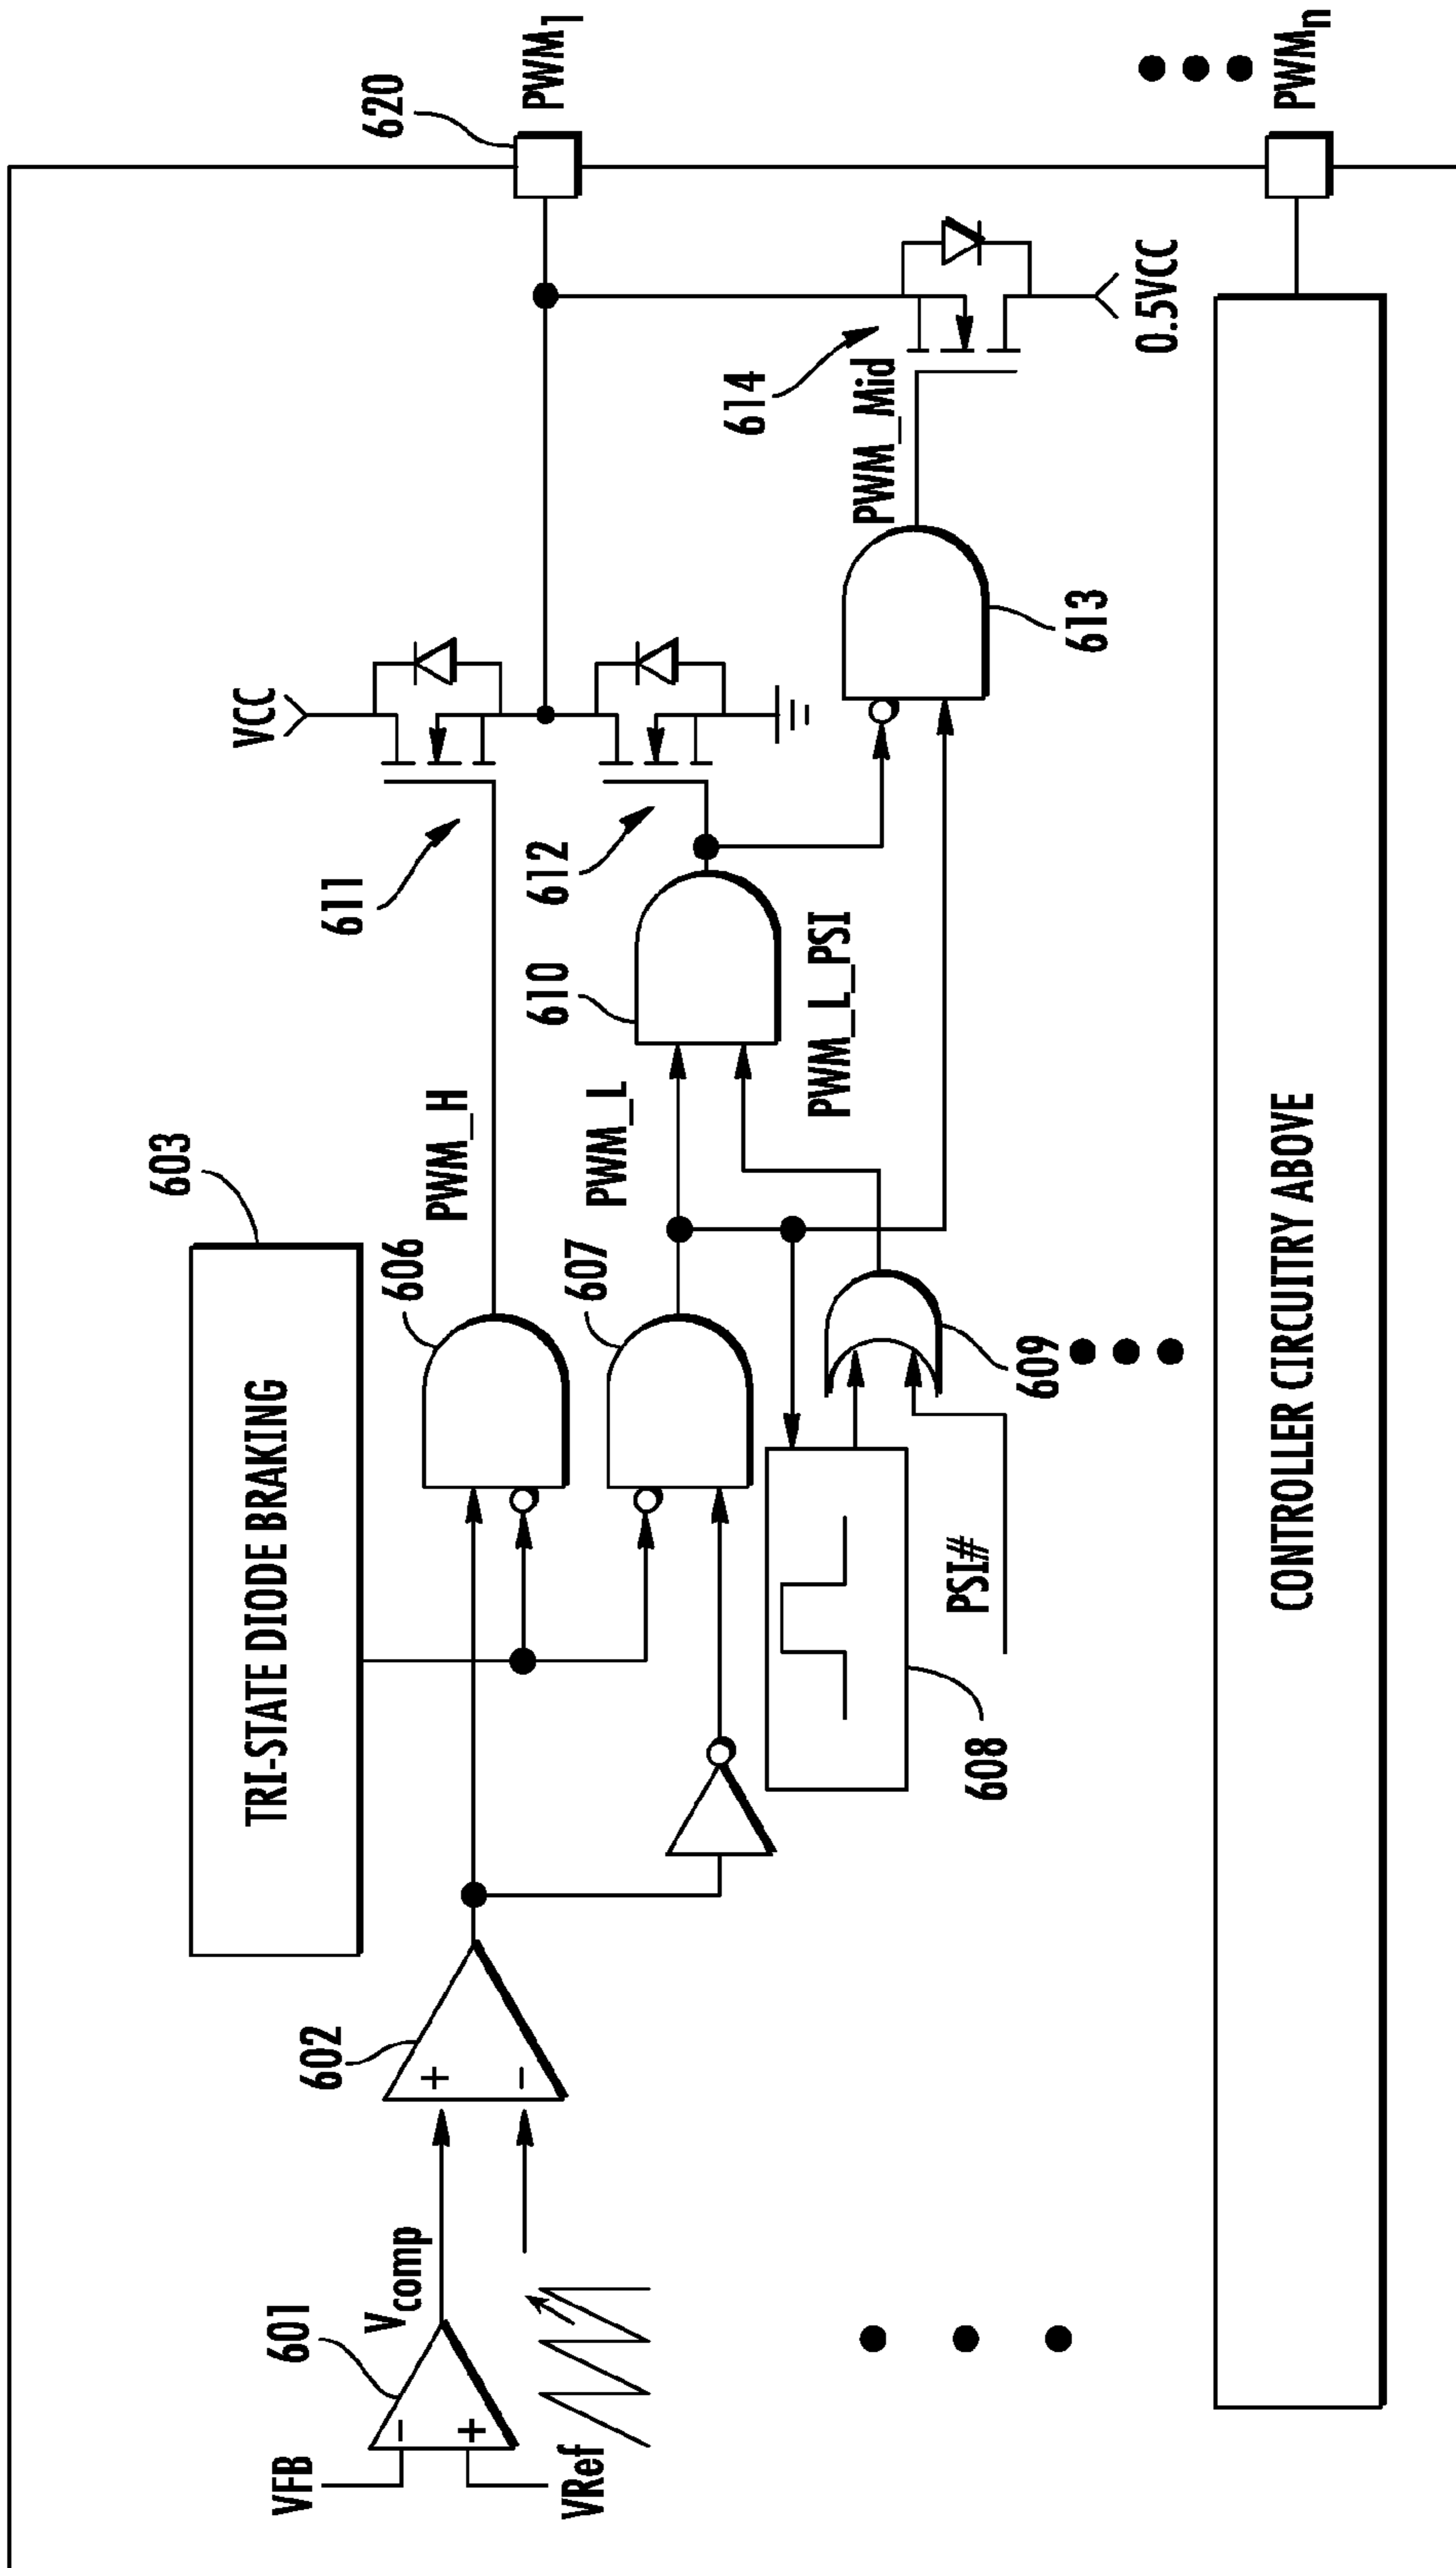 603
TRI-STATE DIODE BRAKING
620
PWM1
VCC
611
PWM_H
606
602
601
VFB
Vcomp
+
−
−
+
VRef
607
PWM_L
610
612
614
PWM_Mid
PWM_L_PSI
613
0.5VCC
608
PSI#
609
CONTROLLER CIRCUITRY ABOVE
PWMn